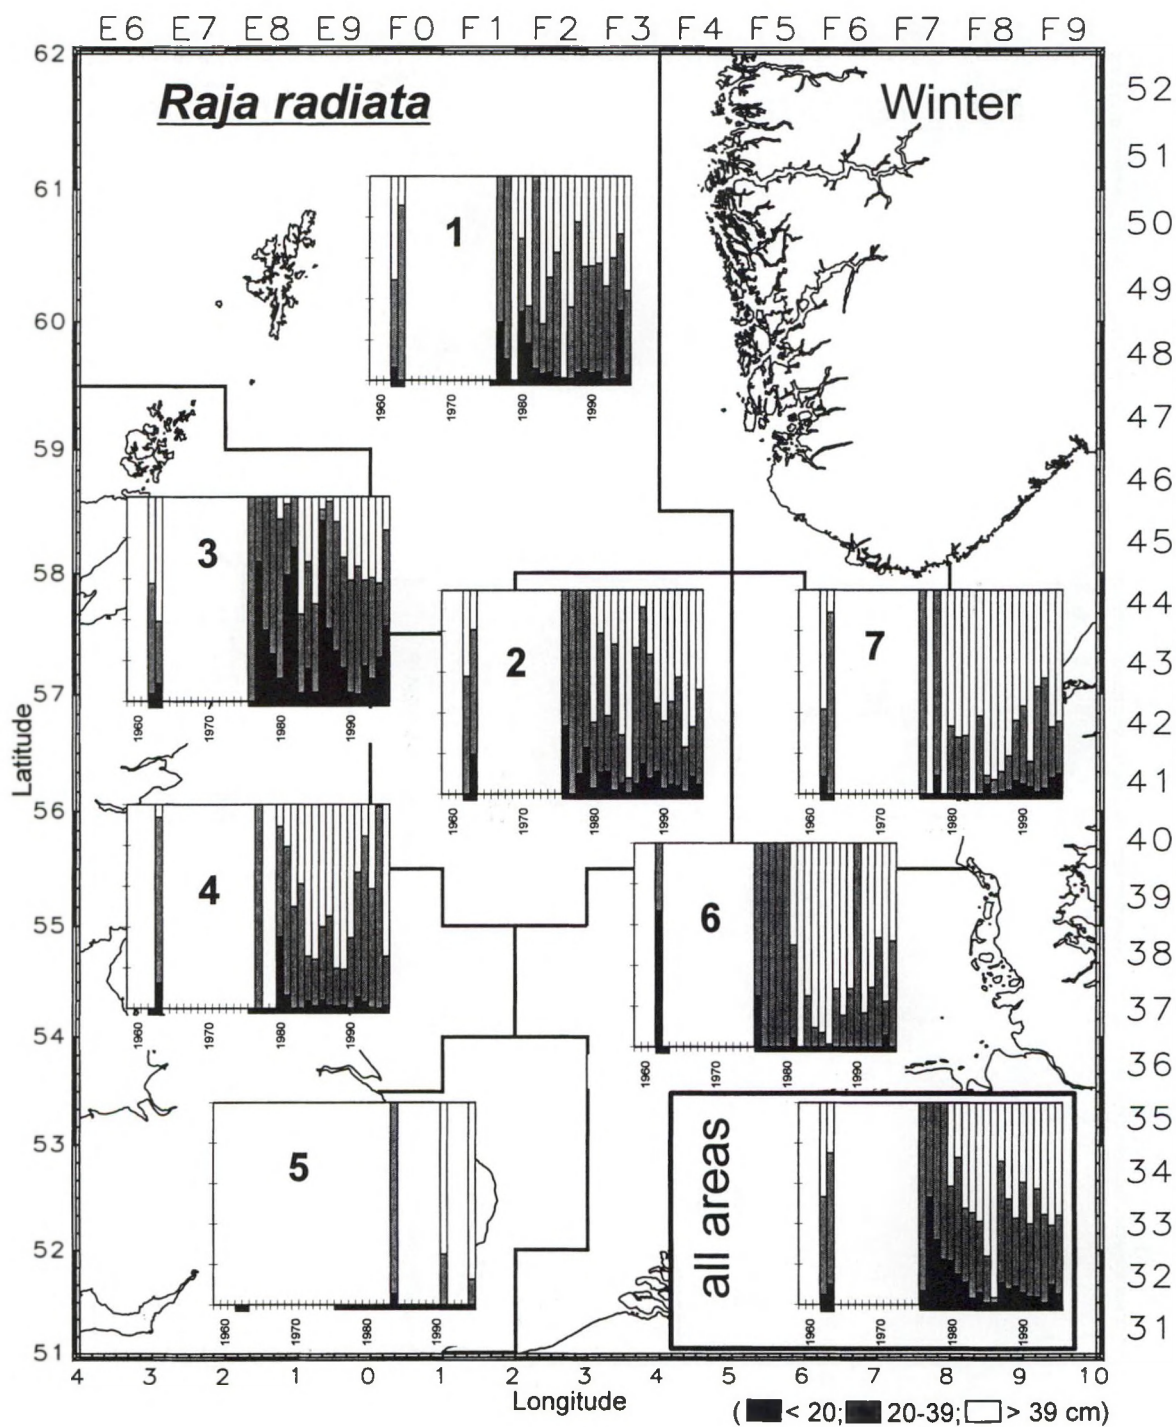 E6 E7 E8 E9 F0 F1 F2 F3 F4 F5 F6 F7 F8 F9
62
Raja radiata
Winter
52
51
61
1
50
49
60
48
1960 1970 1980 1990
47
59
46
3
45
58
44
2
7
43
57
1960 1970 1980 1990
42
Latitude
41
1960 1970 1980 1990
1960 1970 1980 1990
56
40
4
6
39
55
38
37
1960 1970 1980 1990
54
36
1960 1970 1980 1990
35
53
5
all areas
34
33
52
32
1960 1970 1980 1990
1960 1970 1980 1990
31
51
4 3 2 1 0 1 2 3 4 5 6 7 8 9 10
Longitude
( < 20; 20-39; > 39 cm)